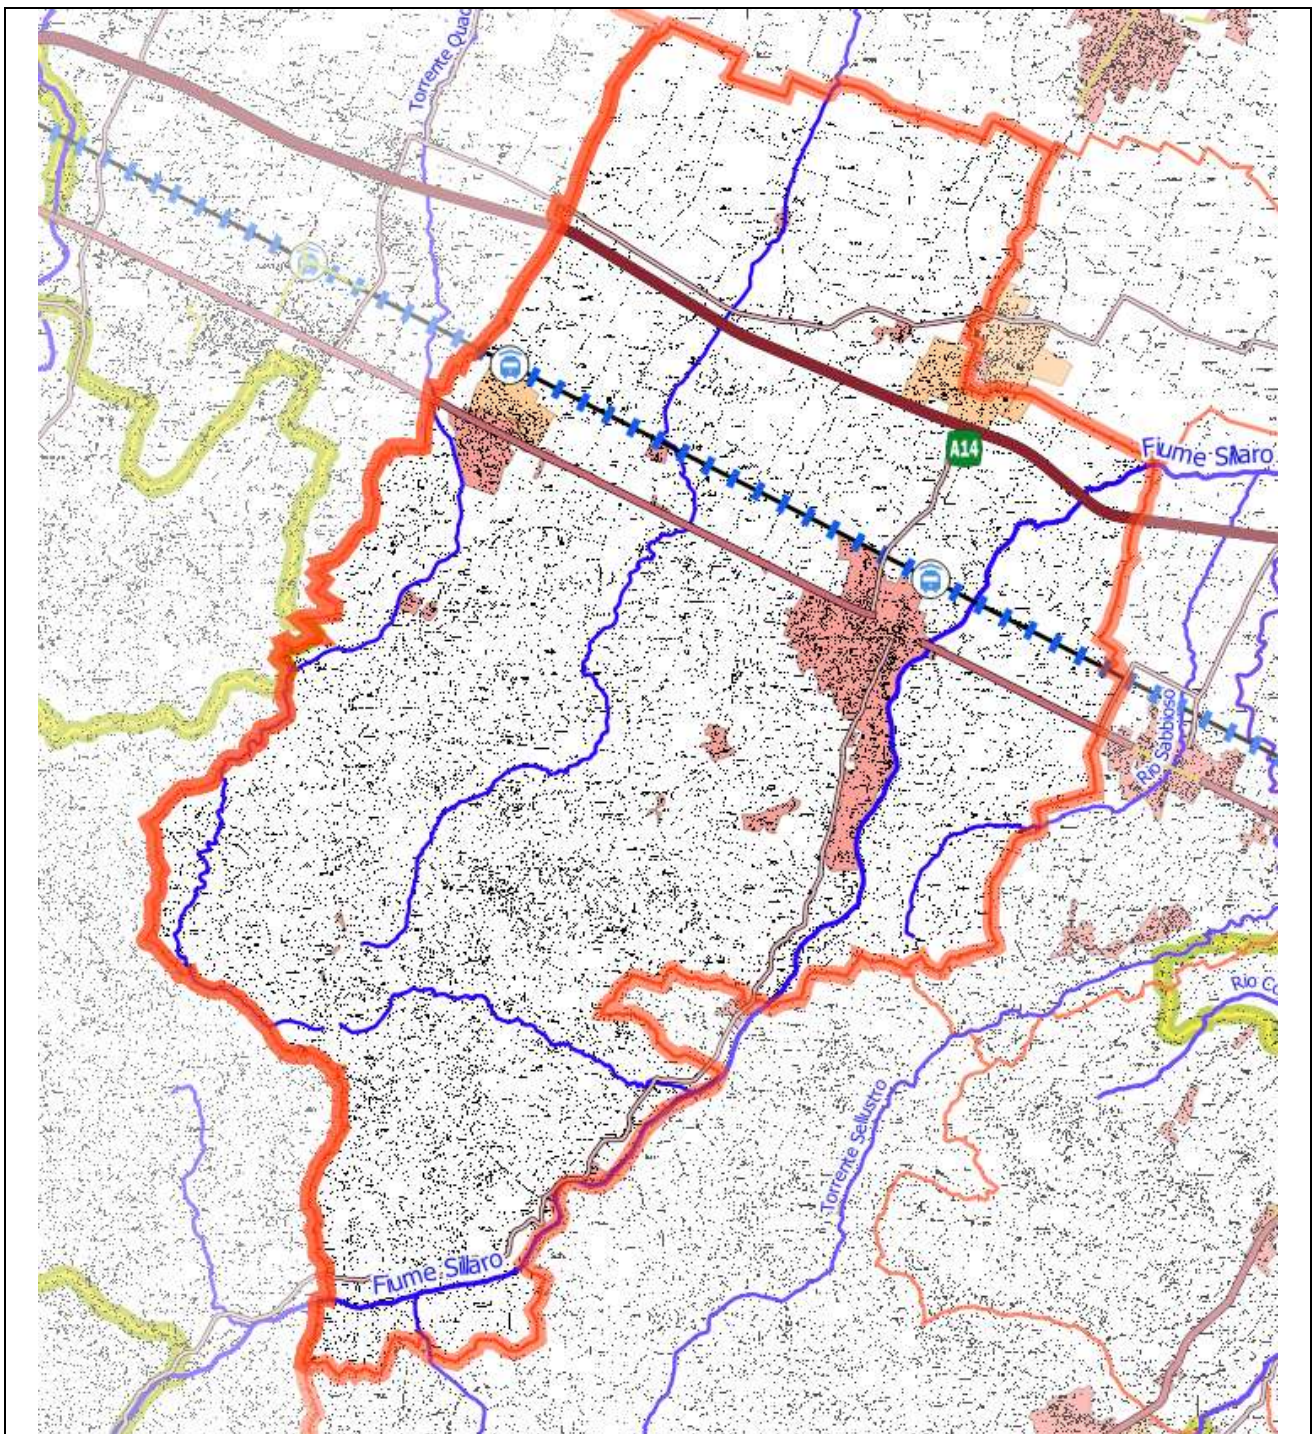 Torrente Quad
A14
Fiume Sillaro
Rio Sabbioso
Rio Co
Torrente Sellustro
Fiume Sillaro